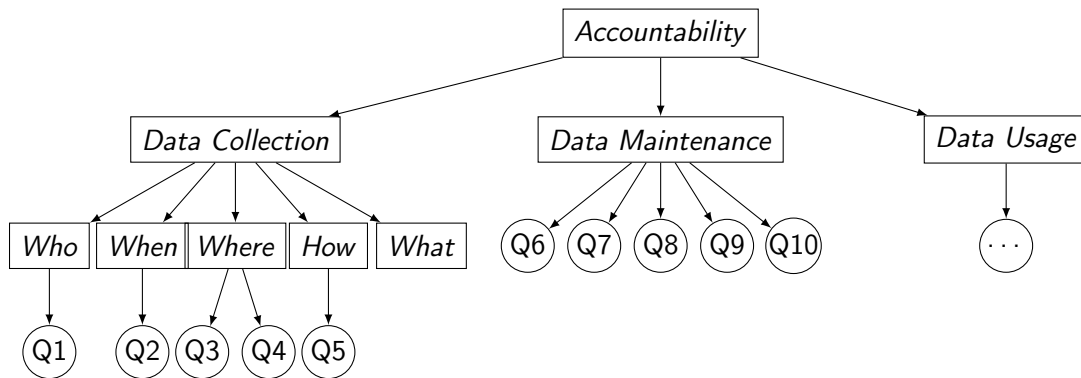 Accountability
Data Collection
Data Maintenance
Data Usage
Who
When
Where
How
What
Q6
Q7
Q8
Q9
Q10
...
Q1
Q2
Q3
Q4
Q5